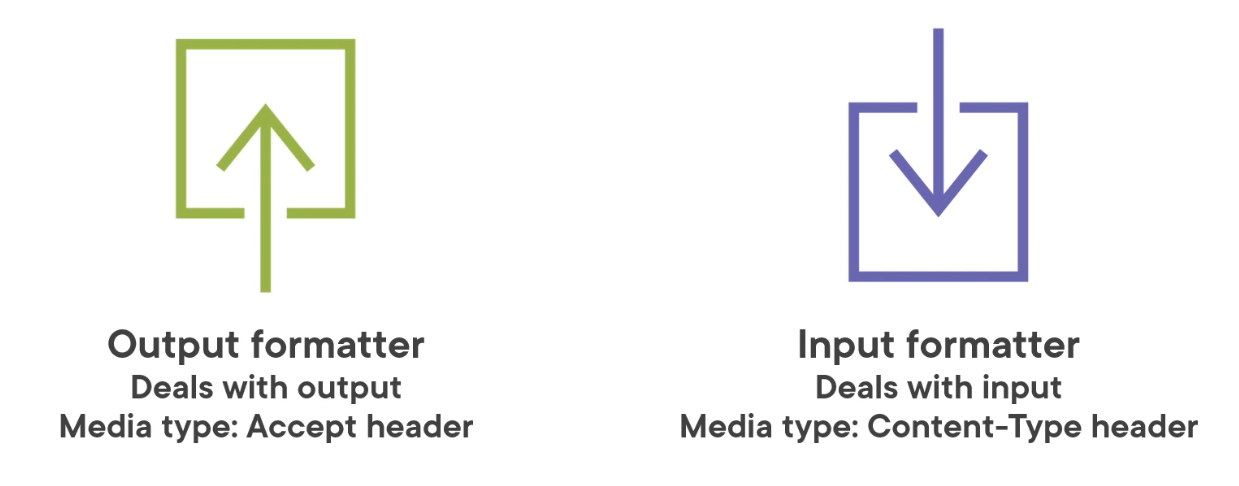 Output formatter
Deals with output
Media type: Accept header
Input formatter
Deals with input
Media type: Content-Type header